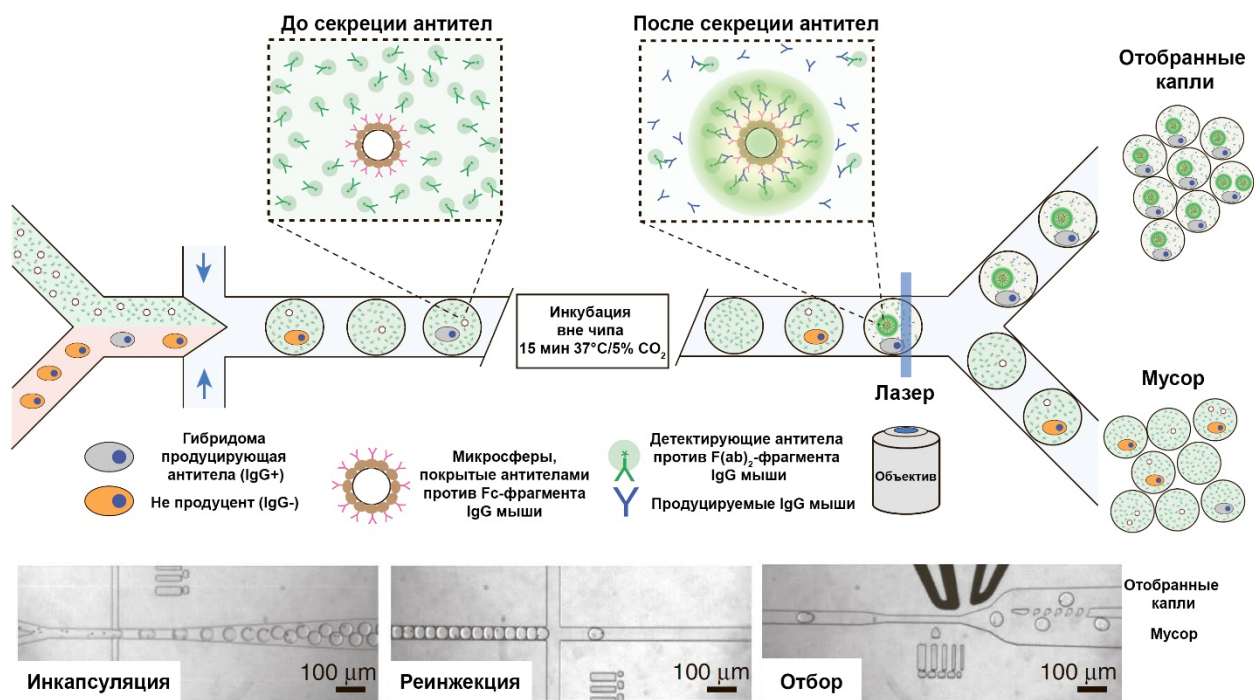 До секреции антител
После секреции антител
Отобранные
капли
Инкубация
вне чипа
15 мин 37°C/5% CO₂
Лазер
Мусор
Гибридома
продуцирующая
антитела (IgG+)
Не продуцент (IgG-)
Микросферы,
покрытые антителами
против Fc-фрагмента
IgG мыши
Детектирующие антитела
против F(ab)₂-фрагмента
IgG мыши
Продуцируемые IgG мыши
Объектив
Инкапсуляция
100 μm
Реинжекция
100 μm
Отбор
100 μm
Отобранные
капли
Мусор